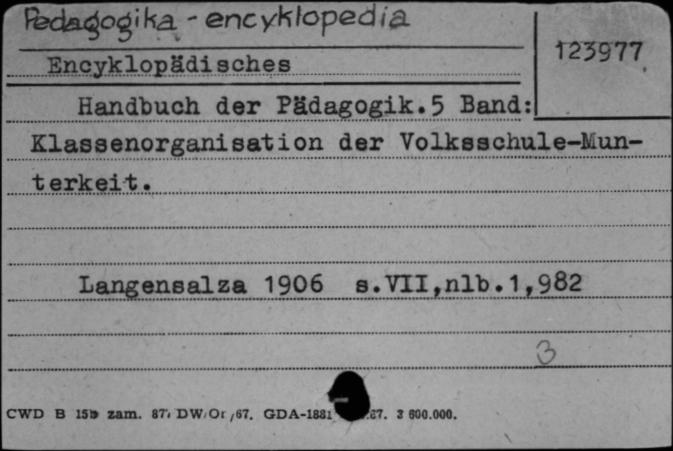 Pedagogika - encyklopedia
123977
Encyklopädisches
Handbuch der Pädagogik.5 Band:
Klassenorganisation der Volksschule-Mun-
terkeit.
Langensalza 1906 s.VII,nlb.1,982
3
CWD B 15b zam. 87 DW/Or/67. GDA-1881 .67. 3 600.000.